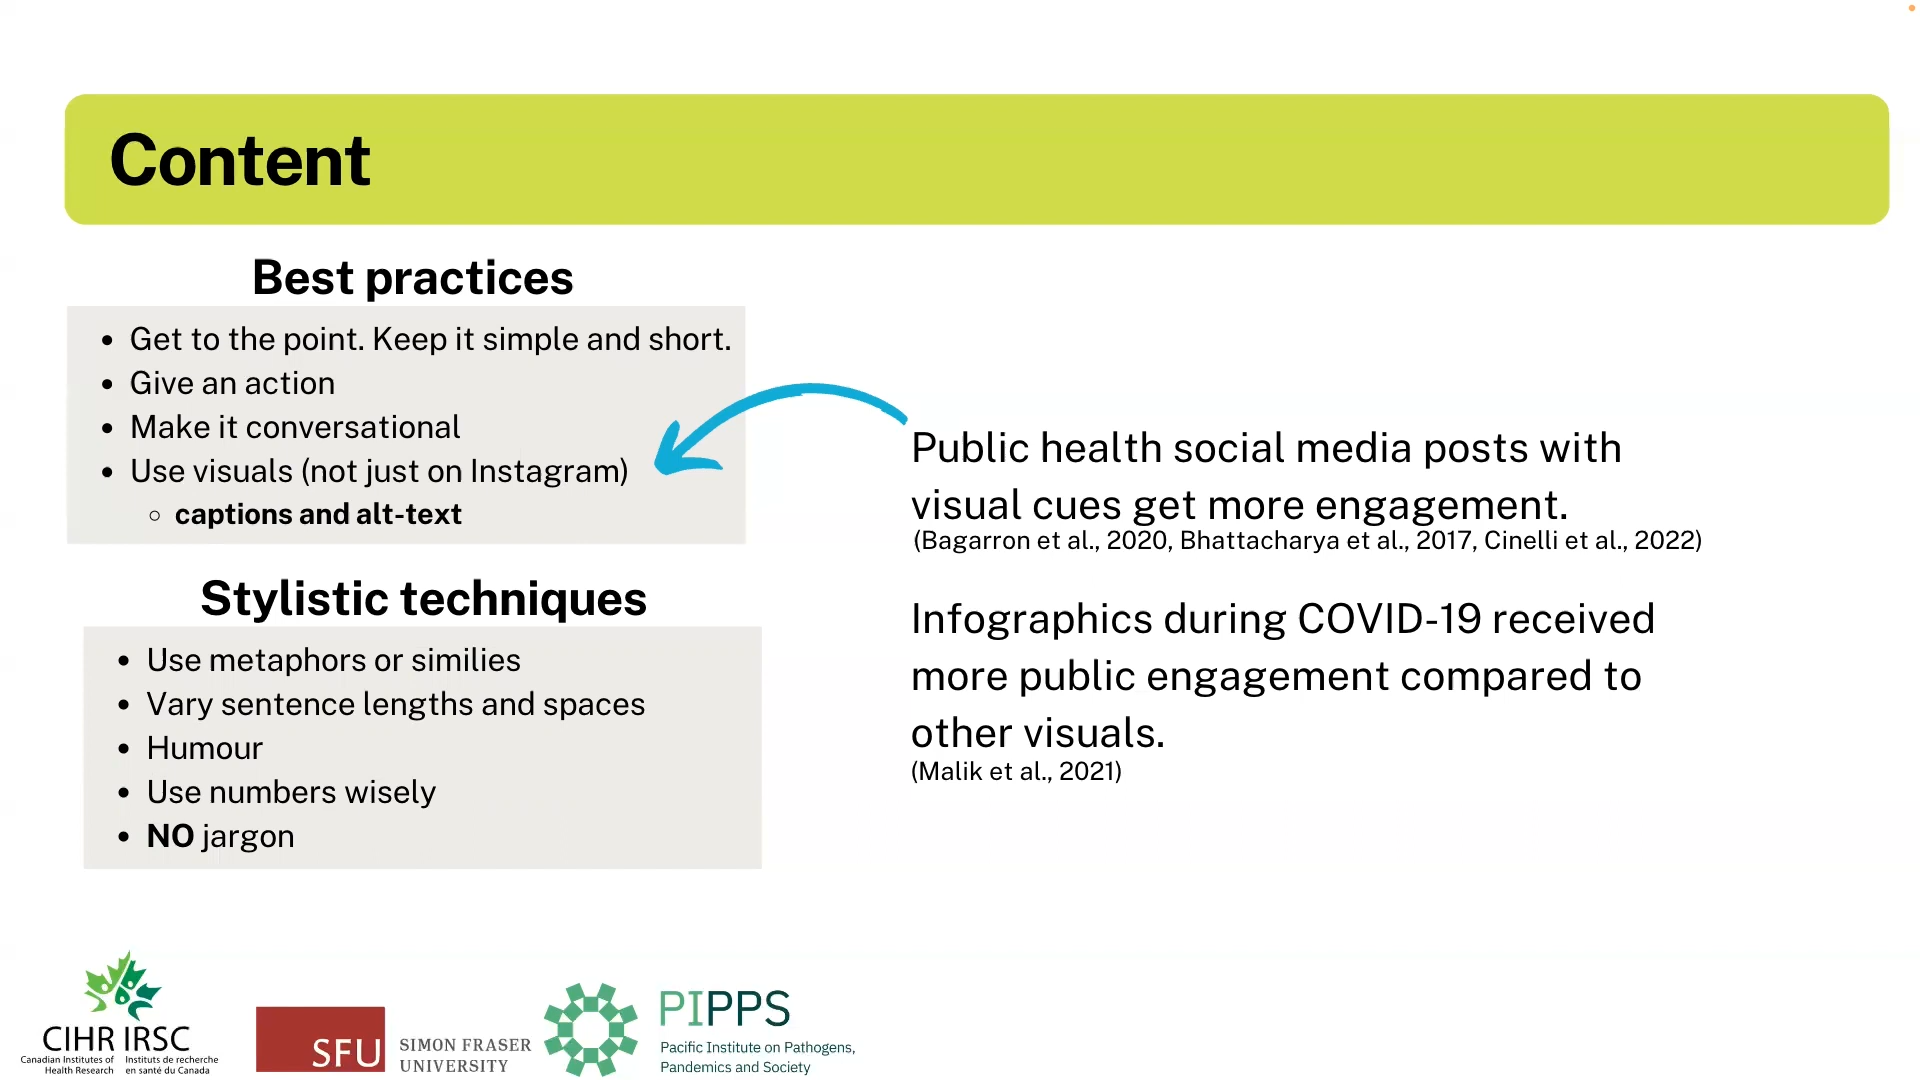 Content
Best practices
• Get to the point. Keep it simple and short.
• Give an action
• Make it conversational
• Use visuals (not just on Instagram)
◦ captions and alt-text
Stylistic techniques
• Use metaphors or similies
• Vary sentence lengths and spaces
• Humour
• Use numbers wisely
• NO jargon
Public health social media posts with
visual cues get more engagement.
(Bagarron et al., 2020, Bhattacharya et al., 2017, Cinelli et al., 2022)
Infographics during COVID-19 received
more public engagement compared to
other visuals.
(Malik et al., 2021)
CIHR IRSC
Canadian Institutes of
Health Research
Instituts de recherche
en santé du Canada
SFU
SIMON FRASER
UNIVERSITY
PIPPS
Pacific Institute on Pathogens,
Pandemics and Society